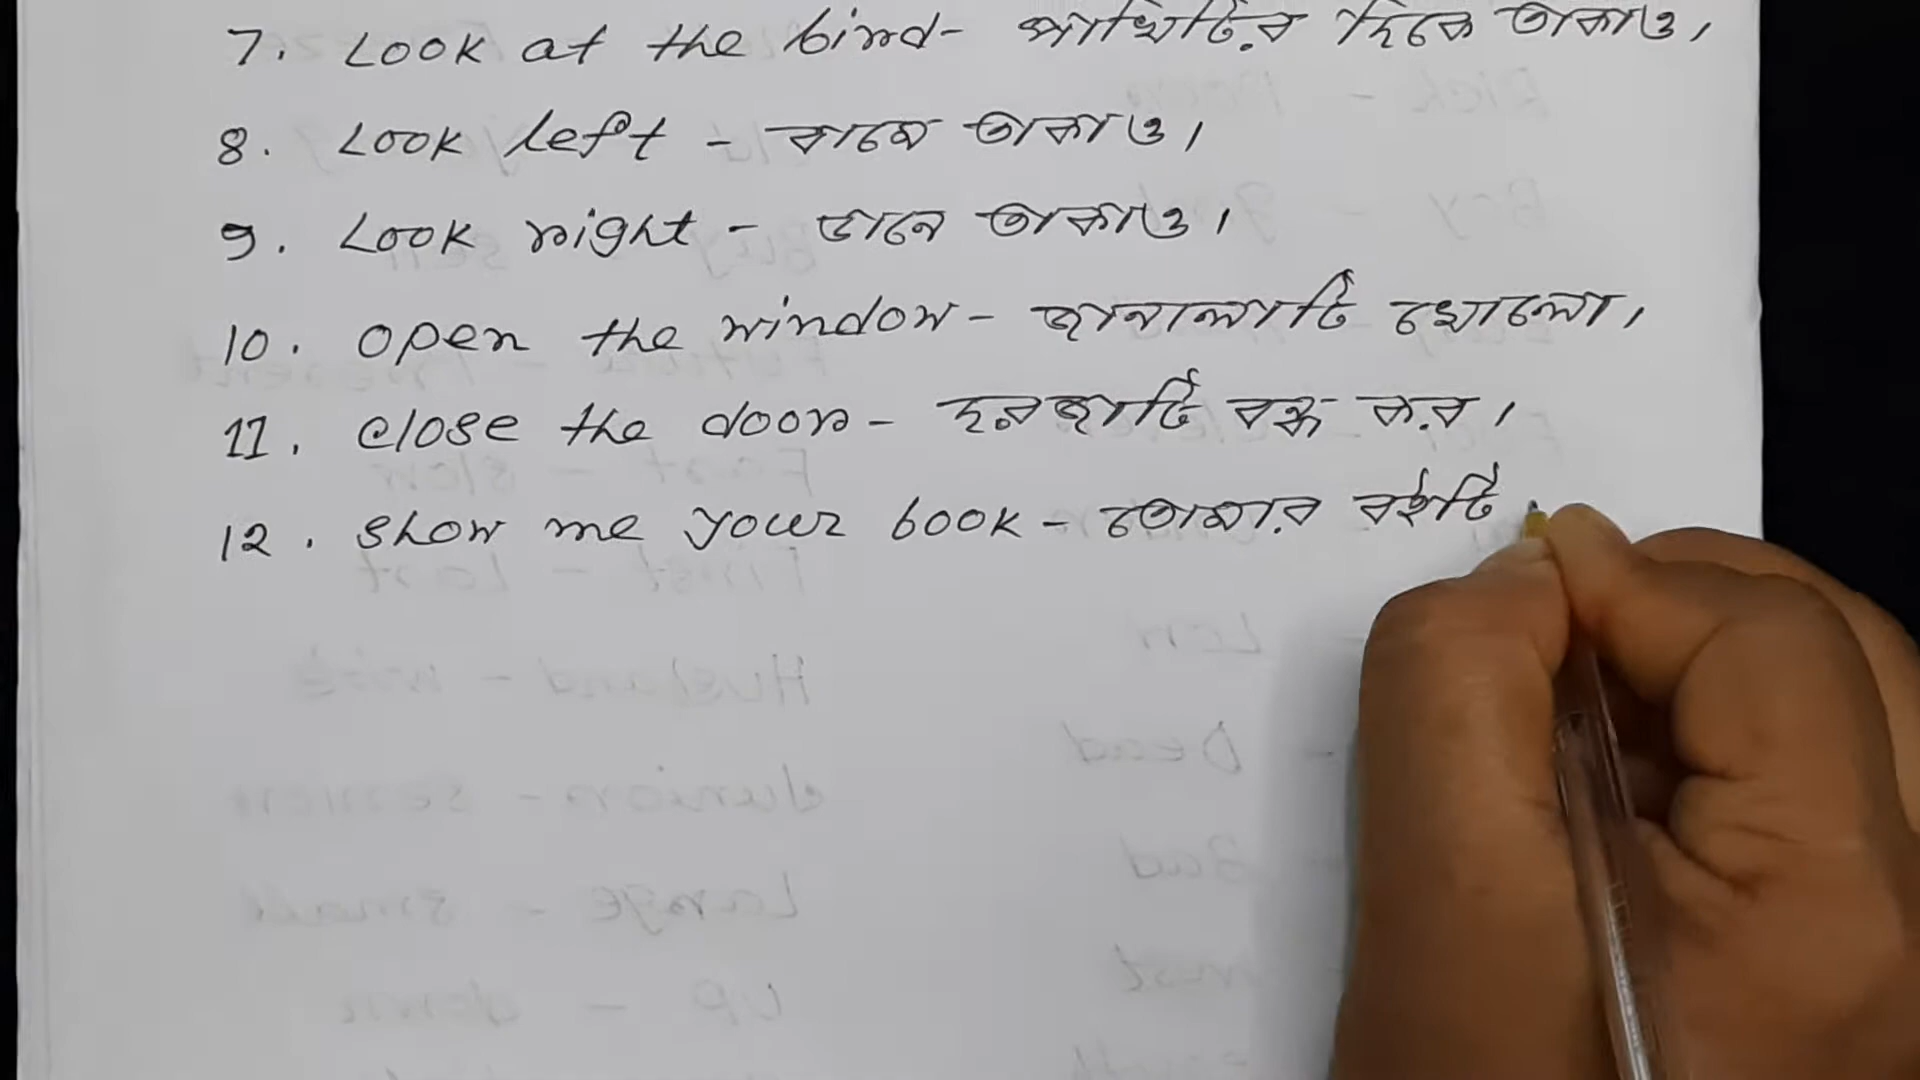 7. Look at the bird- পাখিটির দিকে তাকাও।
8. Look left - বামে তাকাও।
9. Look right - ডানে তাকাও।
10. open the window- জানালাটি খোলো।
11. close the door- দরজাটি বন্ধ কর।
12. show me your book- তোমার বইটি